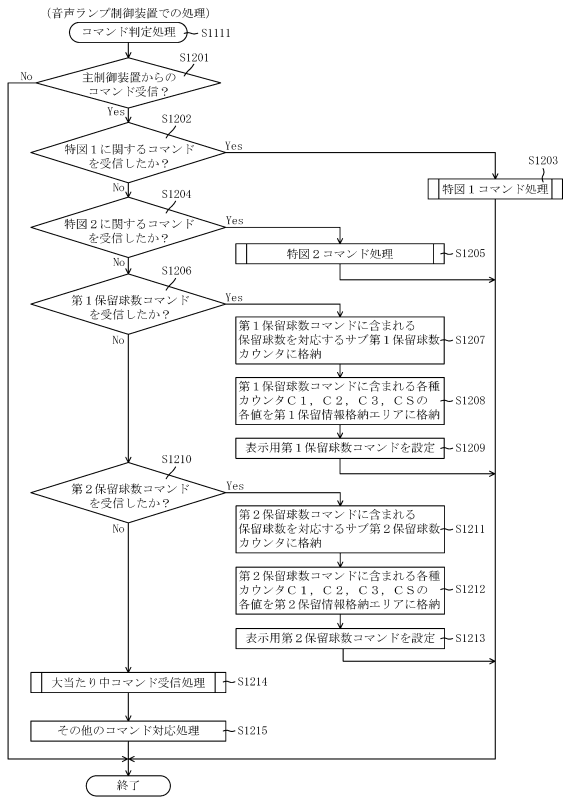 （音声ランプ制御装置での処理）
コマンド判定処理
S1111
S1201
No
主制御装置からの
コマンド受信？
Yes
S1202
特図１に関するコマンド
を受信したか？
Yes
No
S1203
特図１コマンド処理
S1204
特図２に関するコマンド
を受信したか？
Yes
No
特図２コマンド処理
S1205
S1206
第１保留球数コマンド
を受信したか？
Yes
No
第１保留球数コマンドに含まれる
保留球数を対応するサブ第１保留球数
カウンタに格納
S1207
第１保留球数コマンドに含まれる各種
カウンタＣ１，Ｃ２，Ｃ３，ＣＳの
各値を第１保留情報格納エリアに格納
S1208
表示用第１保留球数コマンドを設定
S1209
S1210
第２保留球数コマンド
を受信したか？
Yes
No
第２保留球数コマンドに含まれる
保留球数を対応するサブ第２保留球数
カウンタに格納
S1211
第２保留球数コマンドに含まれる各種
カウンタＣ１，Ｃ２，Ｃ３，ＣＳの
各値を第２保留情報格納エリアに格納
S1212
表示用第２保留球数コマンドを設定
S1213
大当たり中コマンド受信処理
S1214
その他のコマンド対応処理
S1215
終了